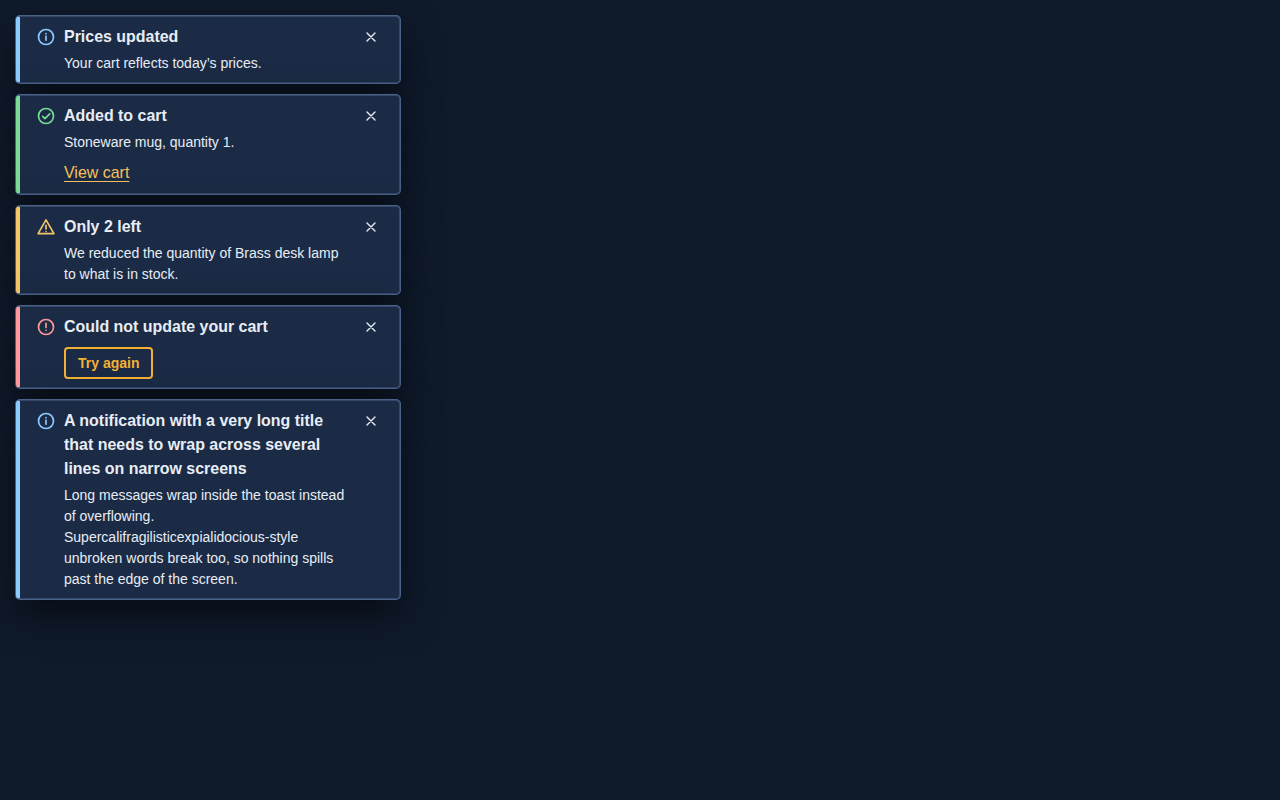 Prices updated
Your cart reflects today's prices.
Added to cart
Stoneware mug, quantity 1.
View cart
Only 2 left
We reduced the quantity of Brass desk lamp
to what is in stock.
Could not update your cart
Try again
A notification with a very long title
that needs to wrap across several
lines on narrow screens
Long messages wrap inside the toast instead
of overflowing.
Supercalifragilisticexpialidocious-style
unbroken words break too, so nothing spills
past the edge of the screen.